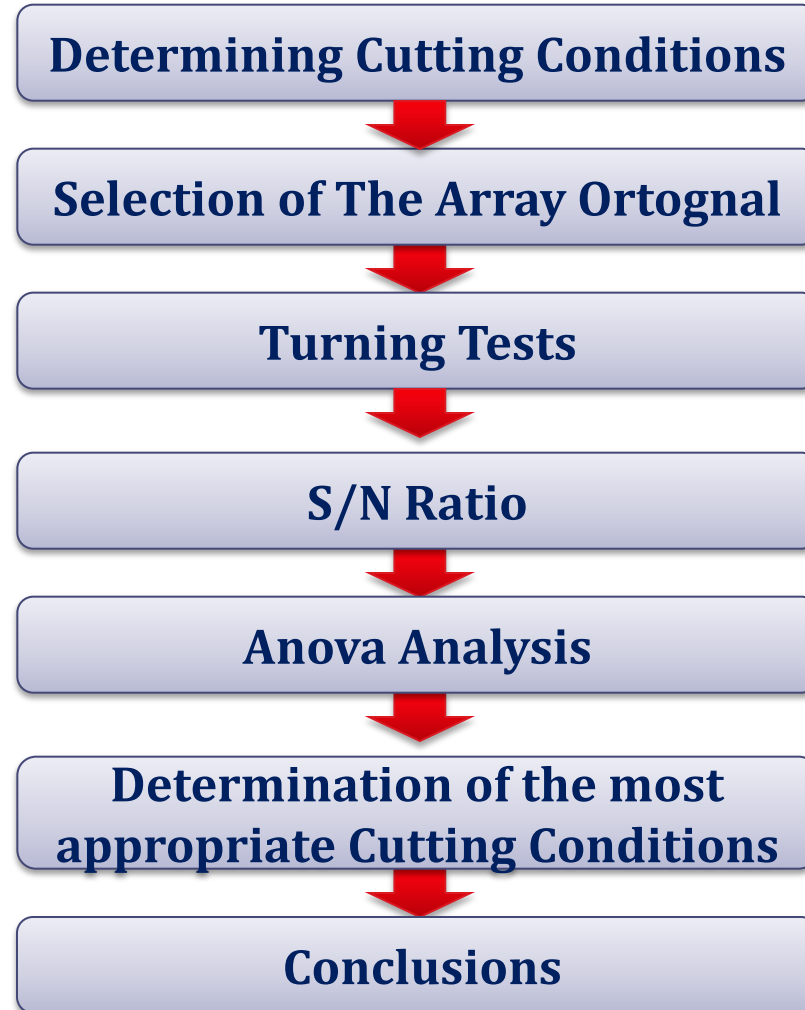 Determining Cutting Conditions
Selection of The Array Ortognal
Turning Tests
S/N Ratio
Anova Analysis
Determination of the most
appropriate Cutting Conditions
Conclusions